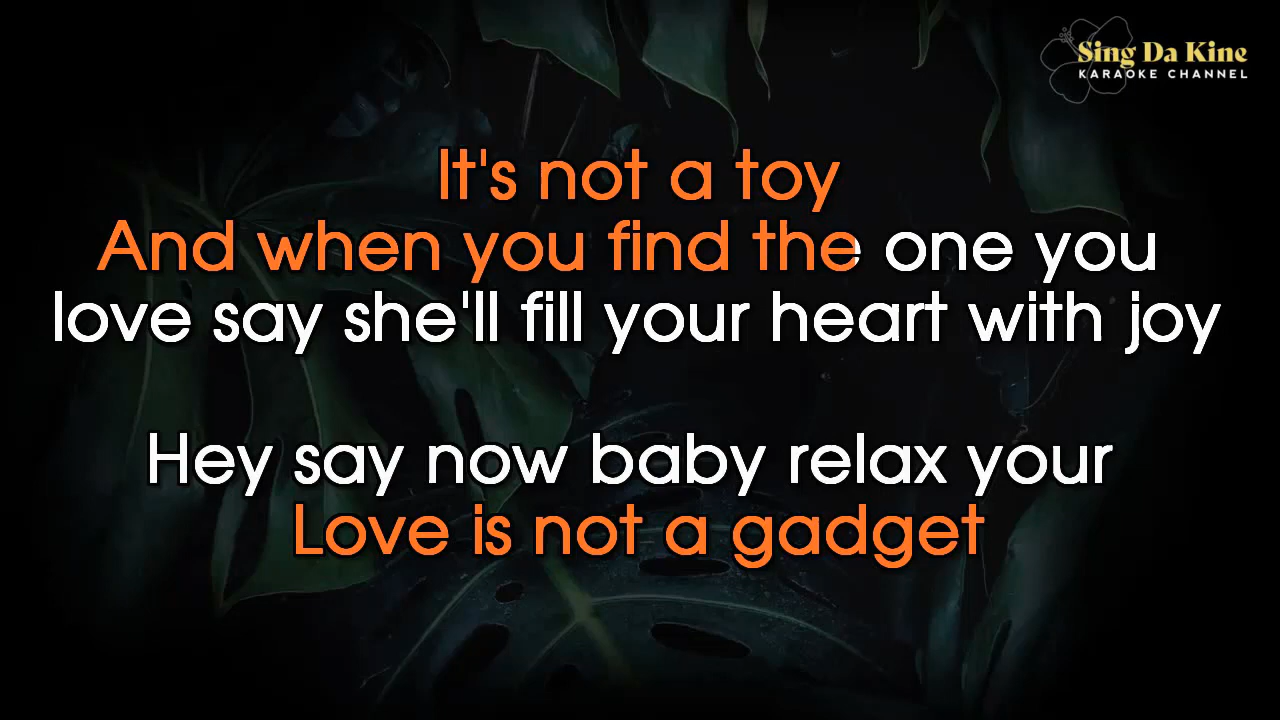 Sing Da Kine
KARAOKE CHANNEL
It's not a toy
And when you find the one you
love say she'll fill your heart with joy
Hey say now baby relax your
Love is not a gadget